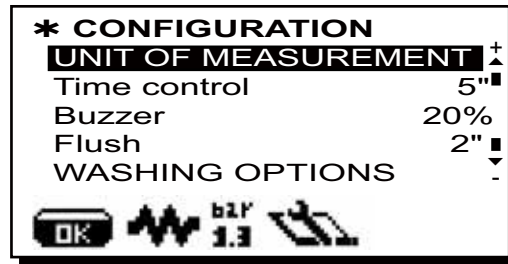 * CONFIGURATION
UNIT OF MEASUREMENT +
Time control 5"
Buzzer 20%
Flush 2"
WASHING OPTIONS -
OK bar 1.3